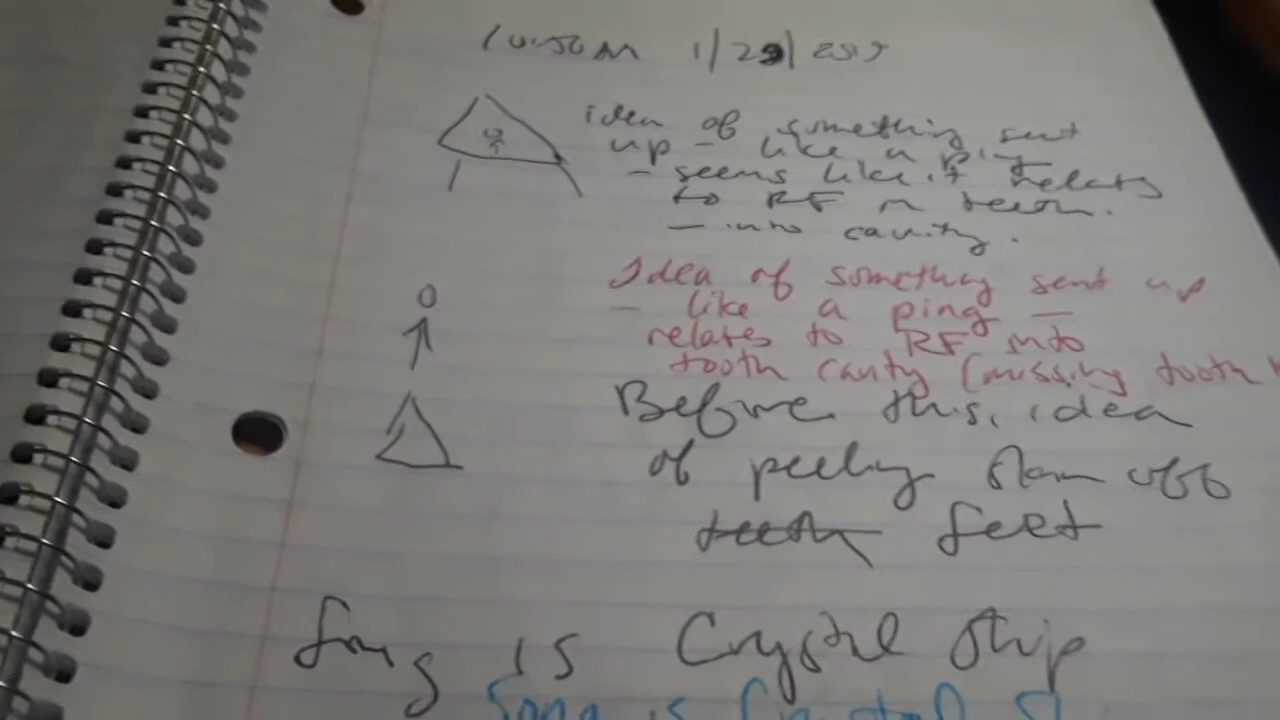 1/29/2019
idea of something sent
up - like a ping
- seems like it relates
to RF in teeth.
- into cavity.
Idea of something sent up
- like a ping -
relates to RF into
tooth cavity (missing tooth
Before this, idea
of peeling skin off
teeth feet
Song is Crystal Ship
Song is Crystal